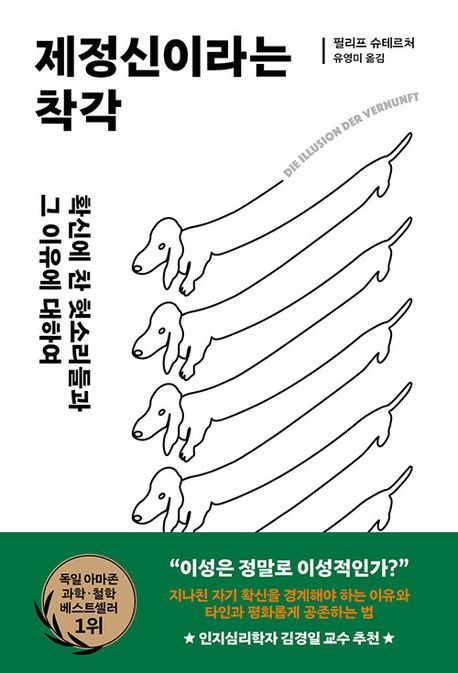 제정신이라는
착각
필리프 슈테르처
유영미 옮김
DIE ILLUSION DER VERNUNFT
확신에 찬 헛소리들과
그 이유에 대하여
독일 아마존
과학·철학
베스트셀러
1위
“이성은 정말로 이성적인가?”
지나친 자기 확신을 경계해야 하는 이유와
타인과 평화롭게 공존하는 법
★ 인지심리학자 김경일 교수 추천 ★